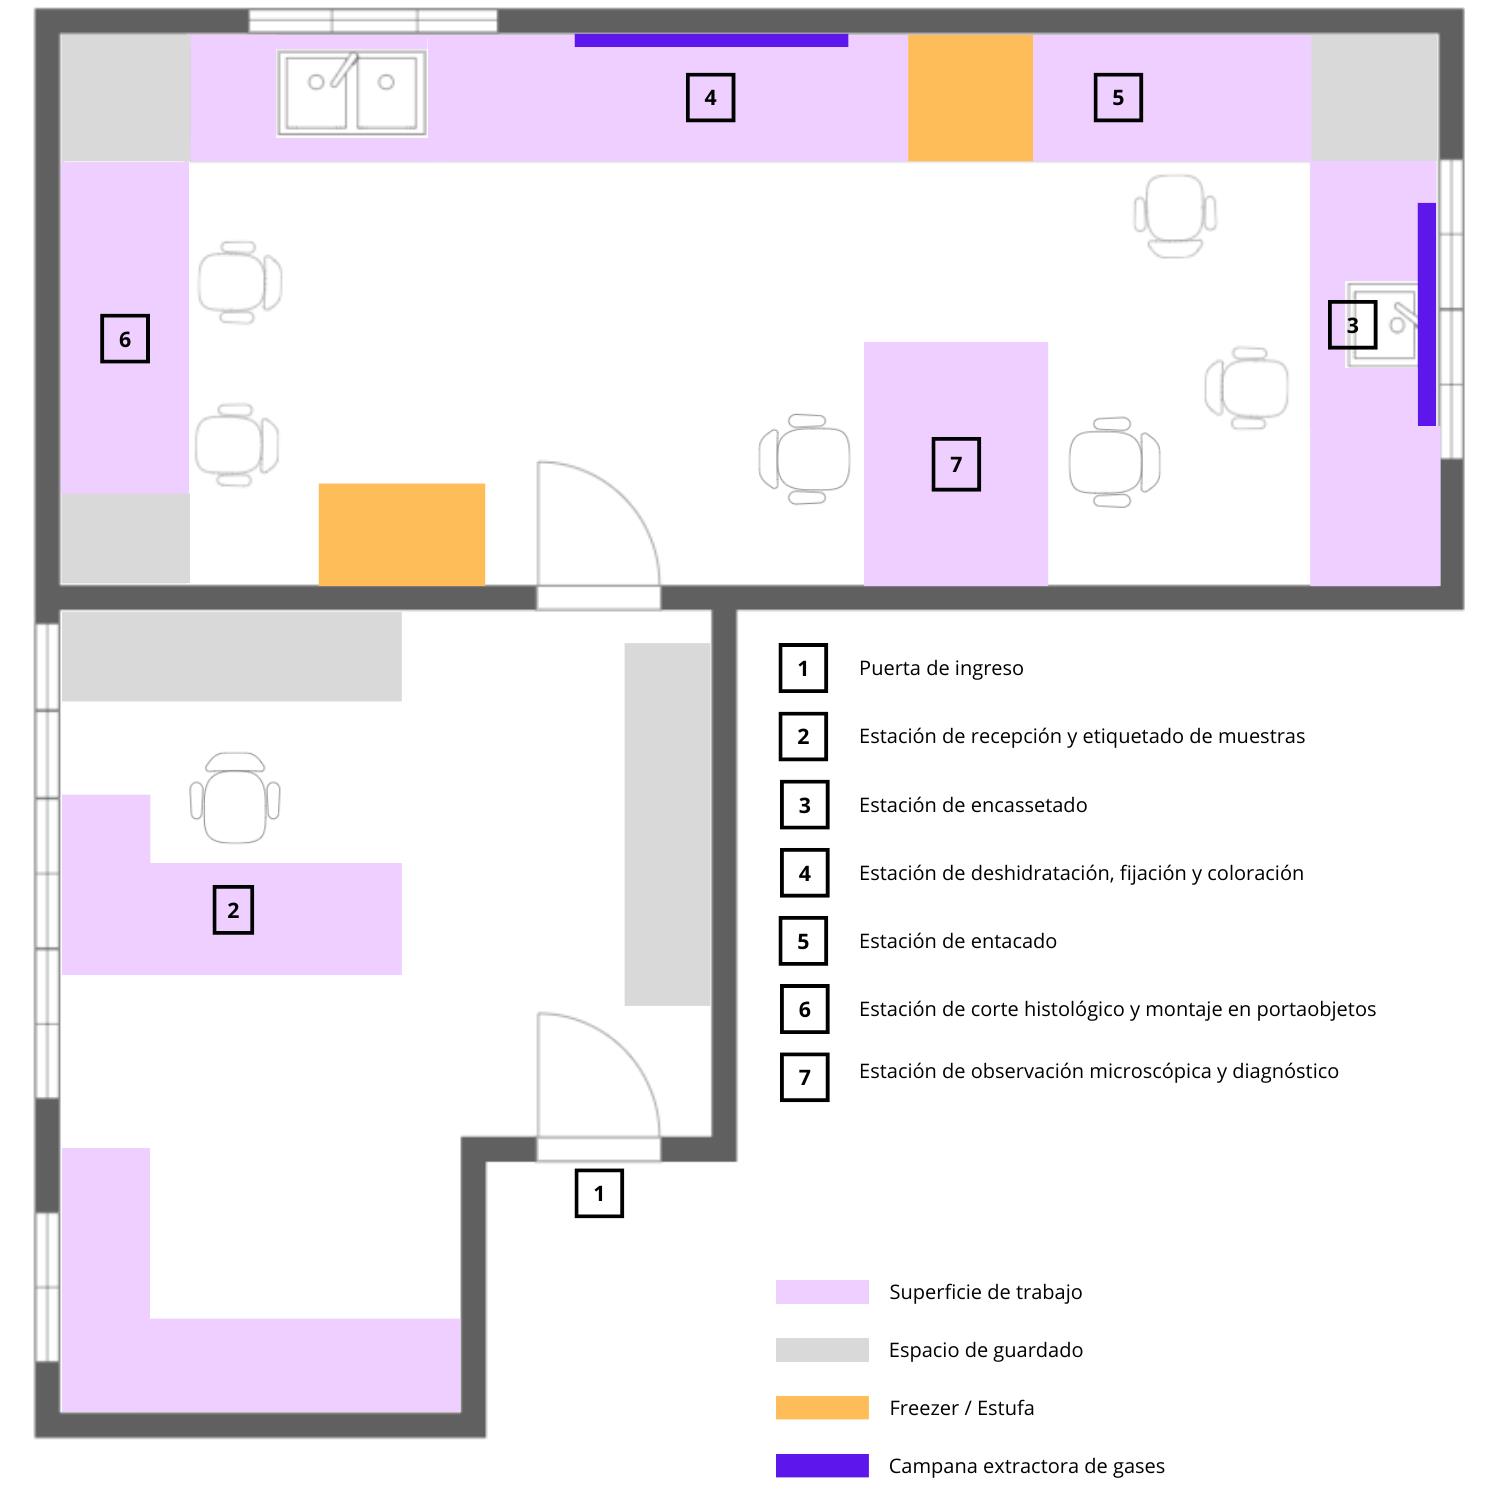 4
5
6
3
7
2
1
1 Puerta de ingreso
2 Estación de recepción y etiquetado de muestras
3 Estación de encassetado
4 Estación de deshidratación, fijación y coloración
5 Estación de entacado
6 Estación de corte histológico y montaje en portaobjetos
7 Estación de observación microscópica y diagnóstico
Superficie de trabajo
Espacio de guardado
Freezer / Estufa
Campana extractora de gases